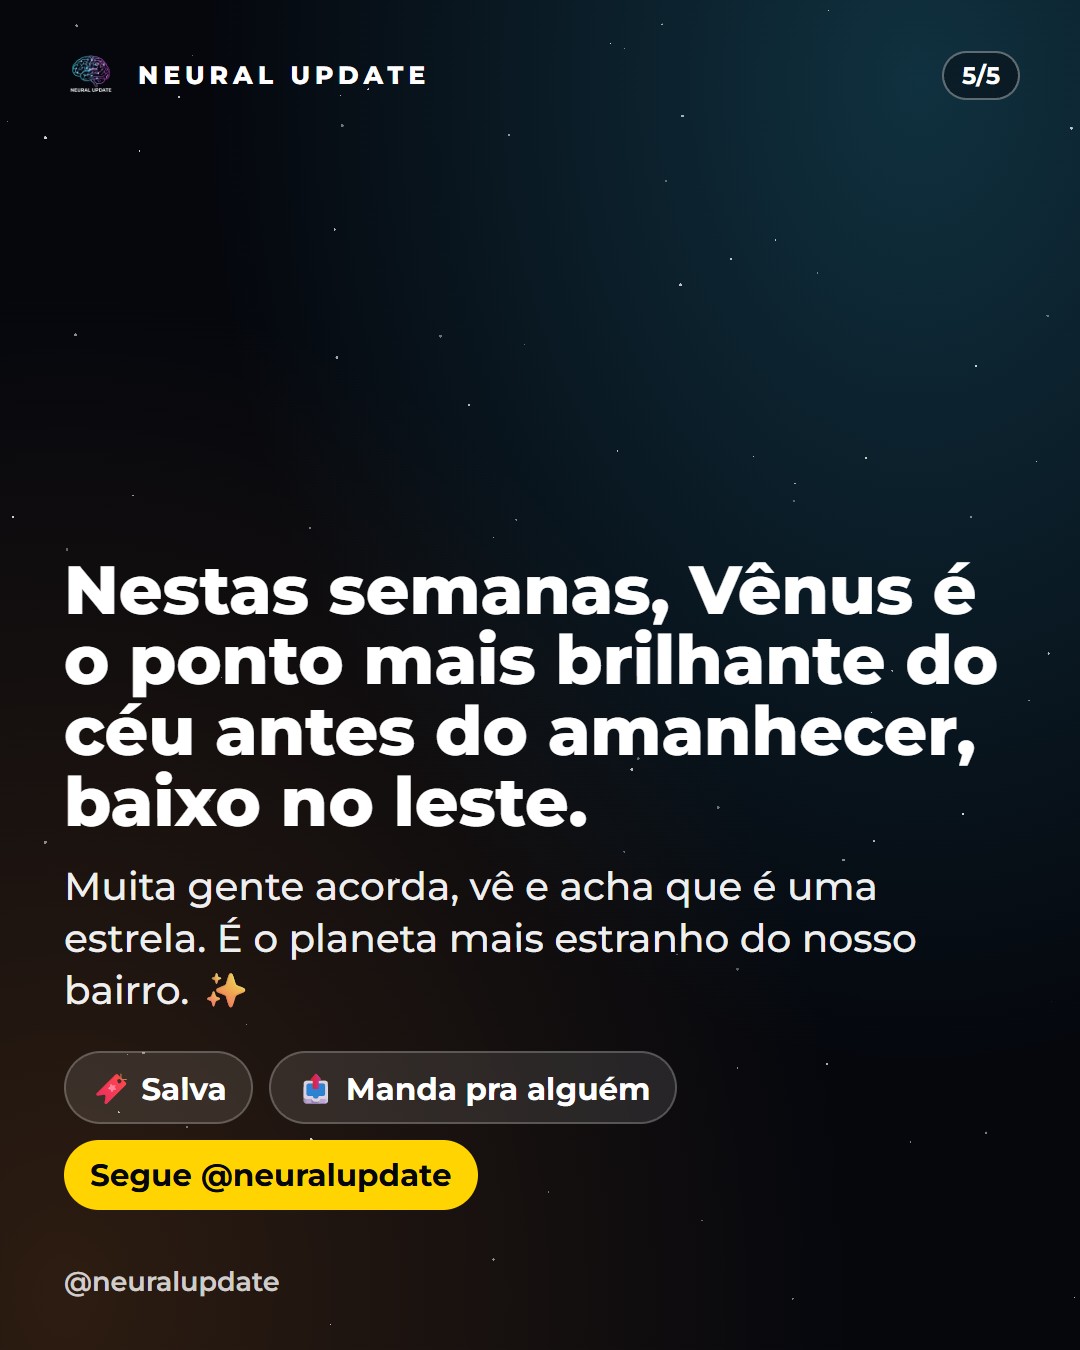 NEURAL UPDATE
NEURAL UPDATE
5/5
Nestas semanas, Vênus é
o ponto mais brilhante do
céu antes do amanhecer,
baixo no leste.
Muita gente acorda, vê e acha que é uma
estrela. É o planeta mais estranho do nosso
bairro. ✨
🔖 Salva
📤 Manda pra alguém
Segue @neuralupdate
@neuralupdate